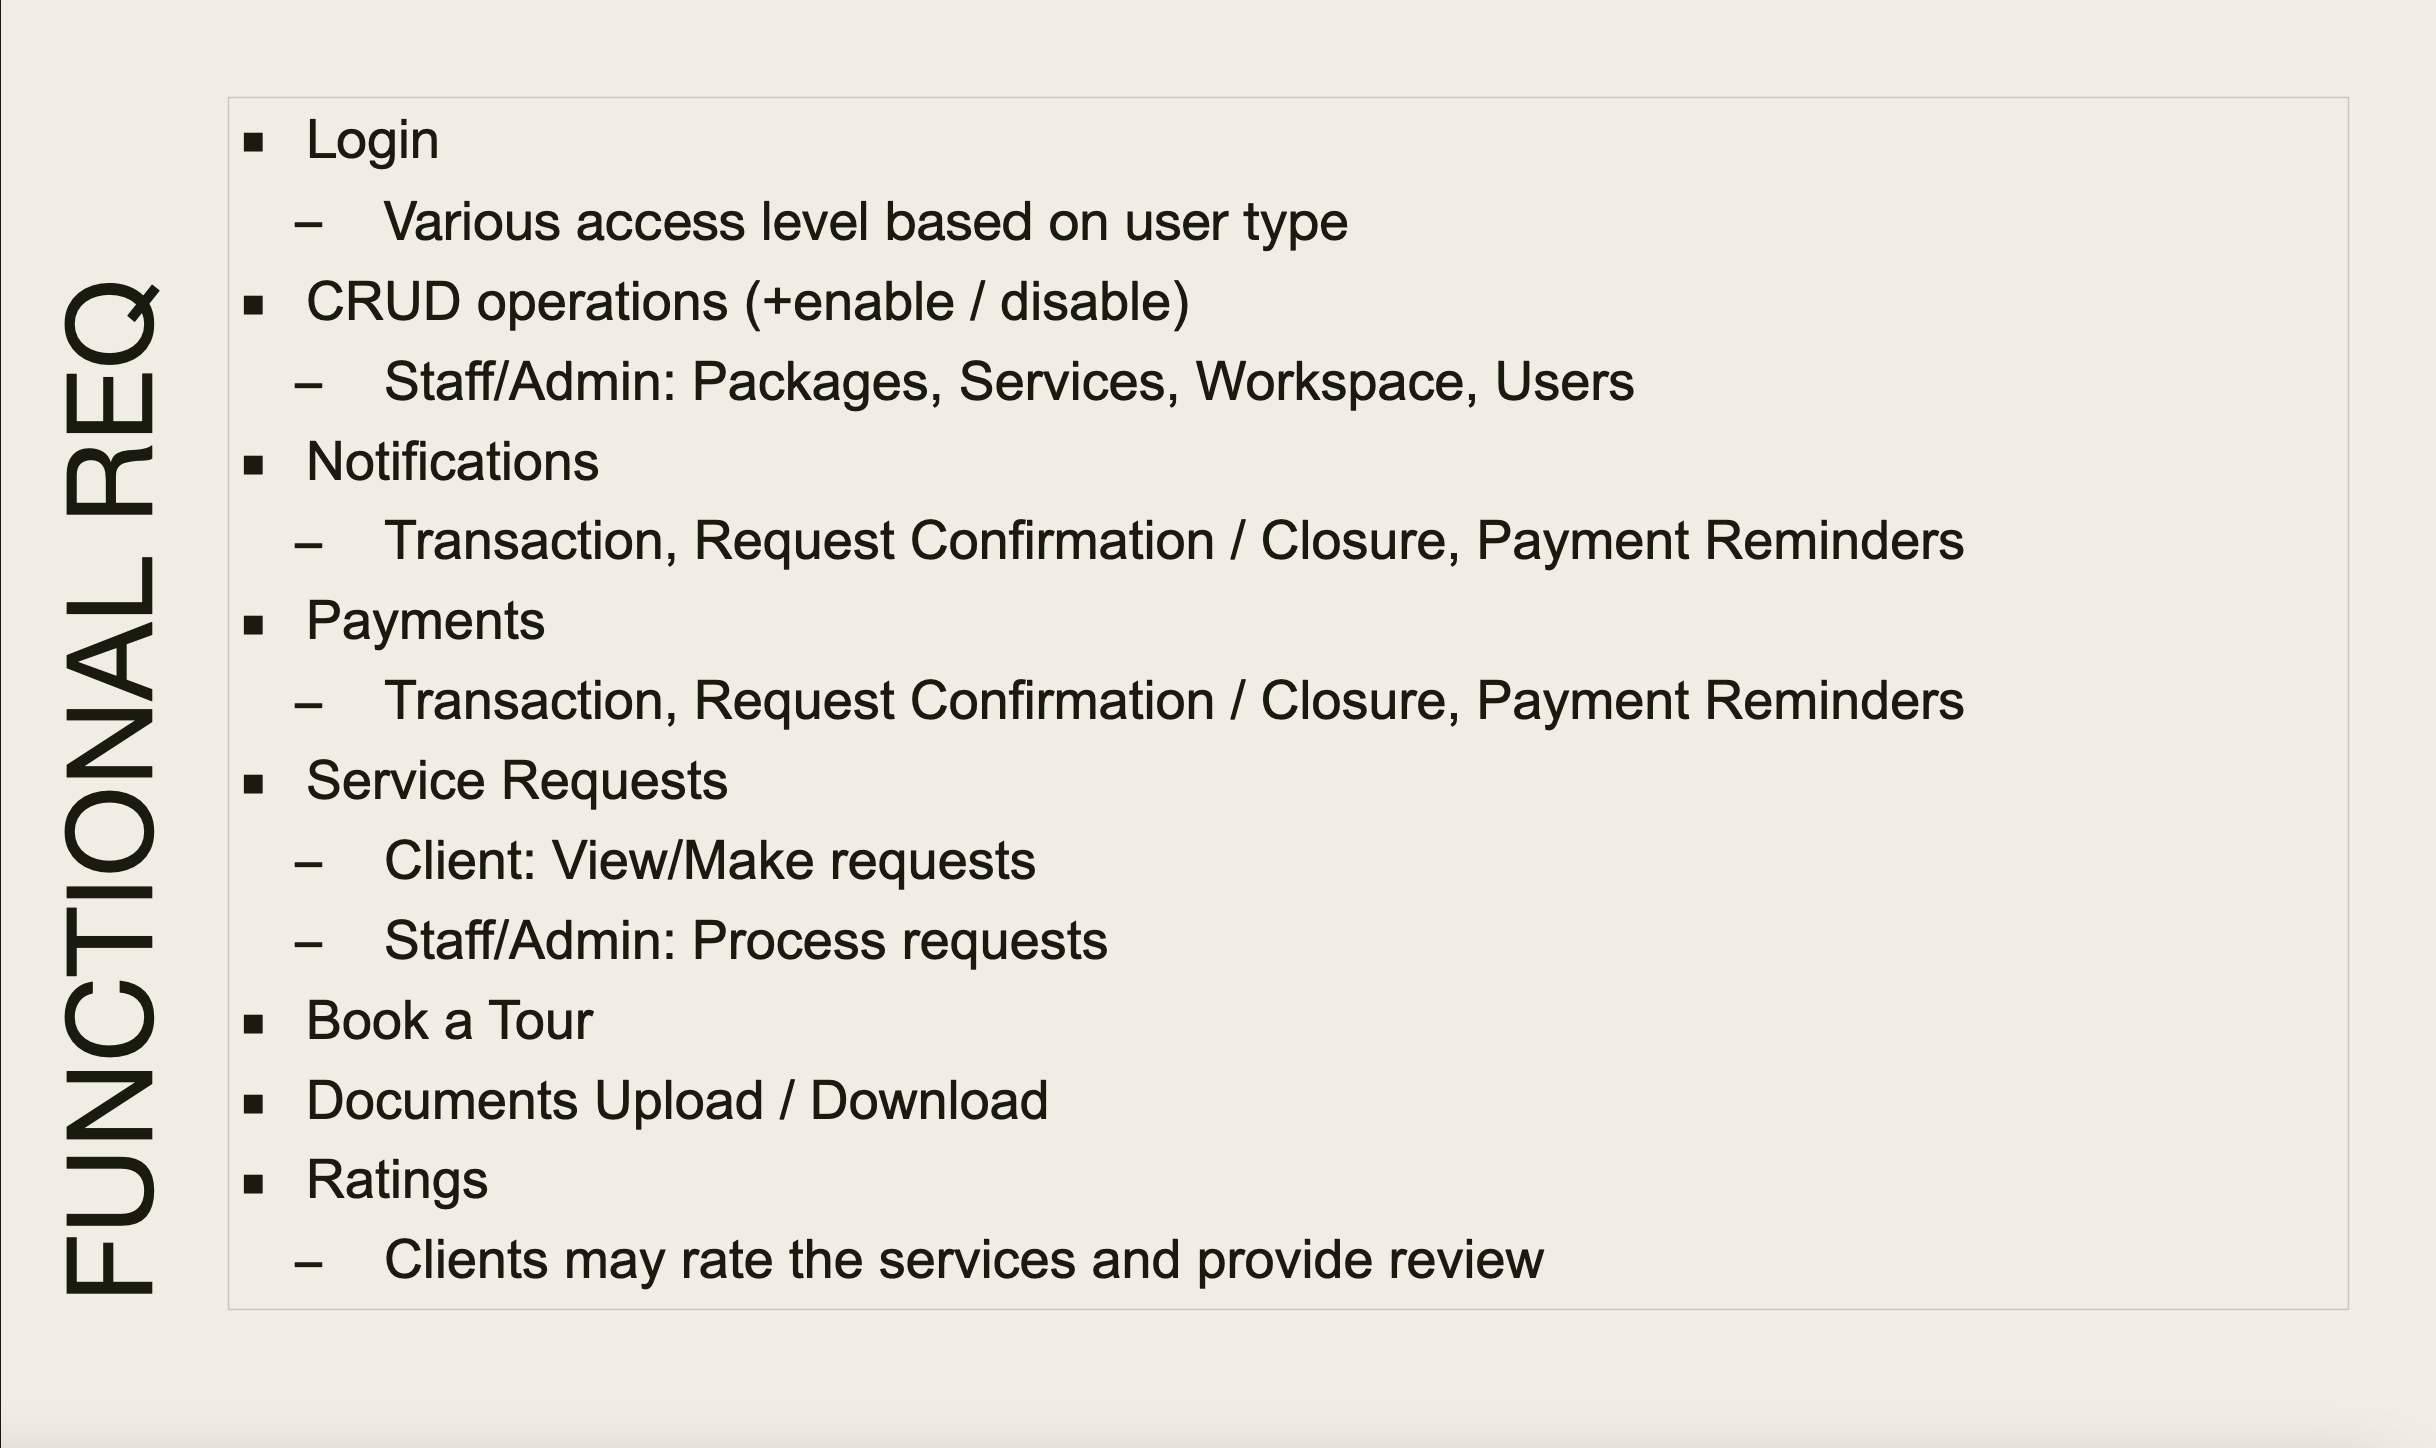 FUNCTIONAL REQ
▪ Login
– Various access level based on user type
▪ CRUD operations (+enable / disable)
– Staff/Admin: Packages, Services, Workspace, Users
▪ Notifications
– Transaction, Request Confirmation / Closure, Payment Reminders
▪ Payments
– Transaction, Request Confirmation / Closure, Payment Reminders
▪ Service Requests
– Client: View/Make requests
– Staff/Admin: Process requests
▪ Book a Tour
▪ Documents Upload / Download
▪ Ratings
– Clients may rate the services and provide review